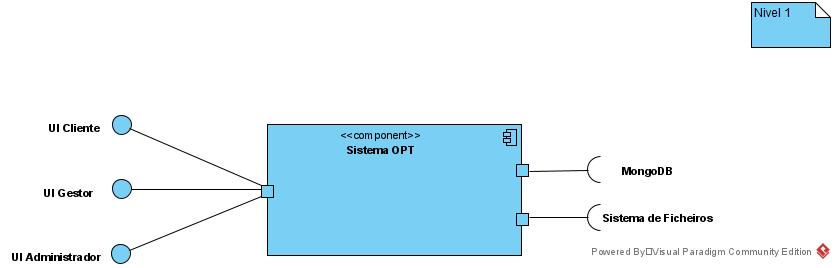 Nivel 1
<<component>>
Sistema OPT
UI Cliente
UI Gestor
UI Administrador
MongoDB
Sistema de Ficheiros
Powered By Visual Paradigm Community Edition